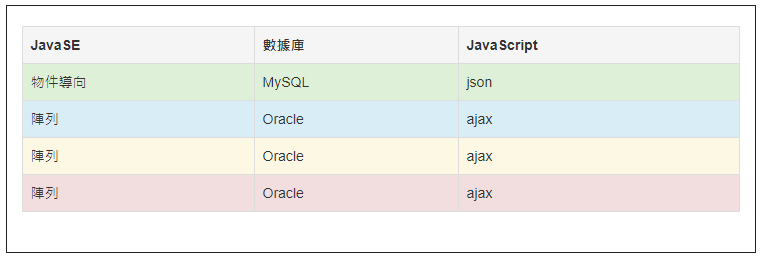 JavaSE 數據庫 JavaScript
物件導向 MySQL json
陣列 Oracle ajax
陣列 Oracle ajax
陣列 Oracle ajax